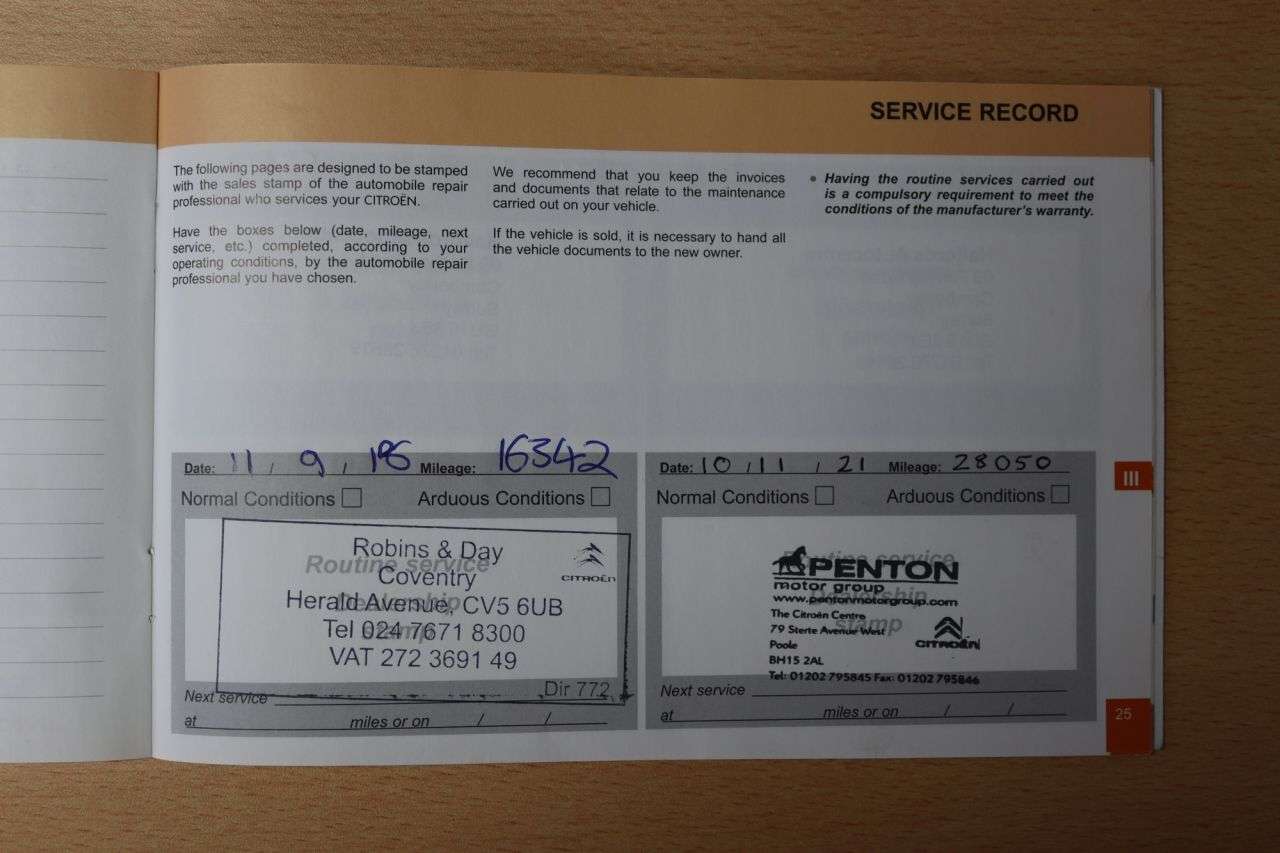 SERVICE RECORD
The following pages are designed to be stamped
with the sales stamp of the automobile repair
professional who services your CITROËN.
Have the boxes below (date, mileage, next
service, etc.) completed, according to your
operating conditions, by the automobile repair
professional you have chosen.
We recommend that you keep the invoices
and documents that relate to the maintenance
carried out on your vehicle.
If the vehicle is sold, it is necessary to hand all
the vehicle documents to the new owner.
• Having the routine services carried out
is a compulsory requirement to meet the
conditions of the manufacturer's warranty.
Date: 11 / 9 / Mileage: 16342
Normal Conditions Arduous Conditions
Routine service
Dealership
stamp
Robins & Day
Coventry
Herald Avenue, CV5 6UB
Tel 024 7671 8300
VAT 272 3691 49
CITROËN
Dir 772
Next service
at miles or on / /
Date: 10 / 11 / 21 Mileage: 28050
Normal Conditions Arduous Conditions
Routine service
Dealership
stamp
PENTON
motor group
www.pentonmotorgroup.com
The Citroën Centre
79 Sterte Avenue West
Poole
BH15 2AL
Tel: 01202 795845 Fax: 01202 795846
CITROËN
Next service
at miles or on / /
III
25